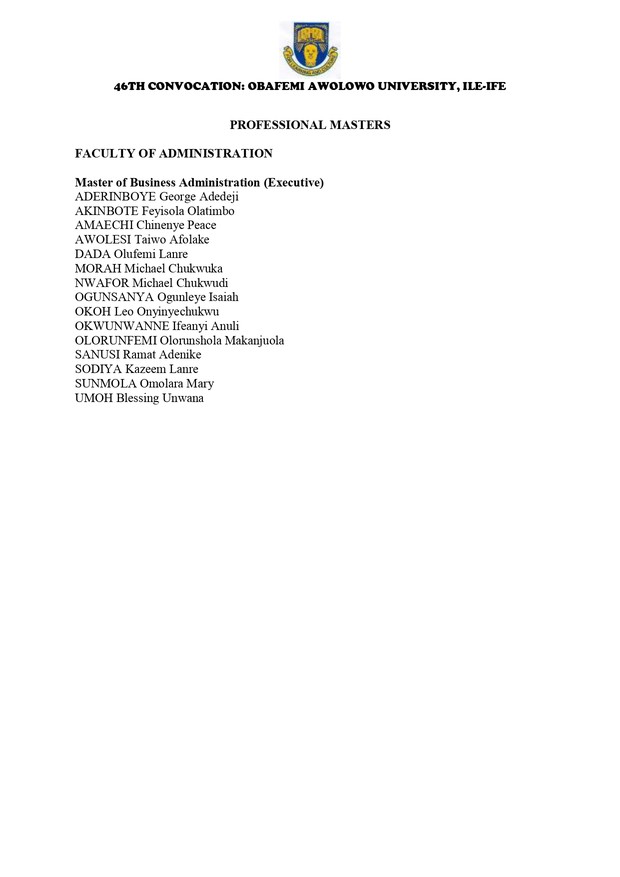 46TH CONVOCATION: OBAFEMI AWOLOWO UNIVERSITY, ILE-IFE
PROFESSIONAL MASTERS
FACULTY OF ADMINISTRATION
Master of Business Administration (Executive)
ADERINBOYE George Adedeji
AKINBOTE Feyisola Olatimbo
AMAECHI Chinenye Peace
AWOLESI Taiwo Afolake
DADA Olufemi Lanre
MORAH Michael Chukwuka
NWAFOR Michael Chukwudi
OGUNSANYA Ogunleye Isaiah
OKOH Leo Onyinyechukwu
OKWUNWANNE Ifeanyi Anuli
OLORUNFEMI Olorunshola Makanjuola
SANUSI Ramat Adenike
SODIYA Kazeem Lanre
SUNMOLA Omolara Mary
UMOH Blessing Unwana